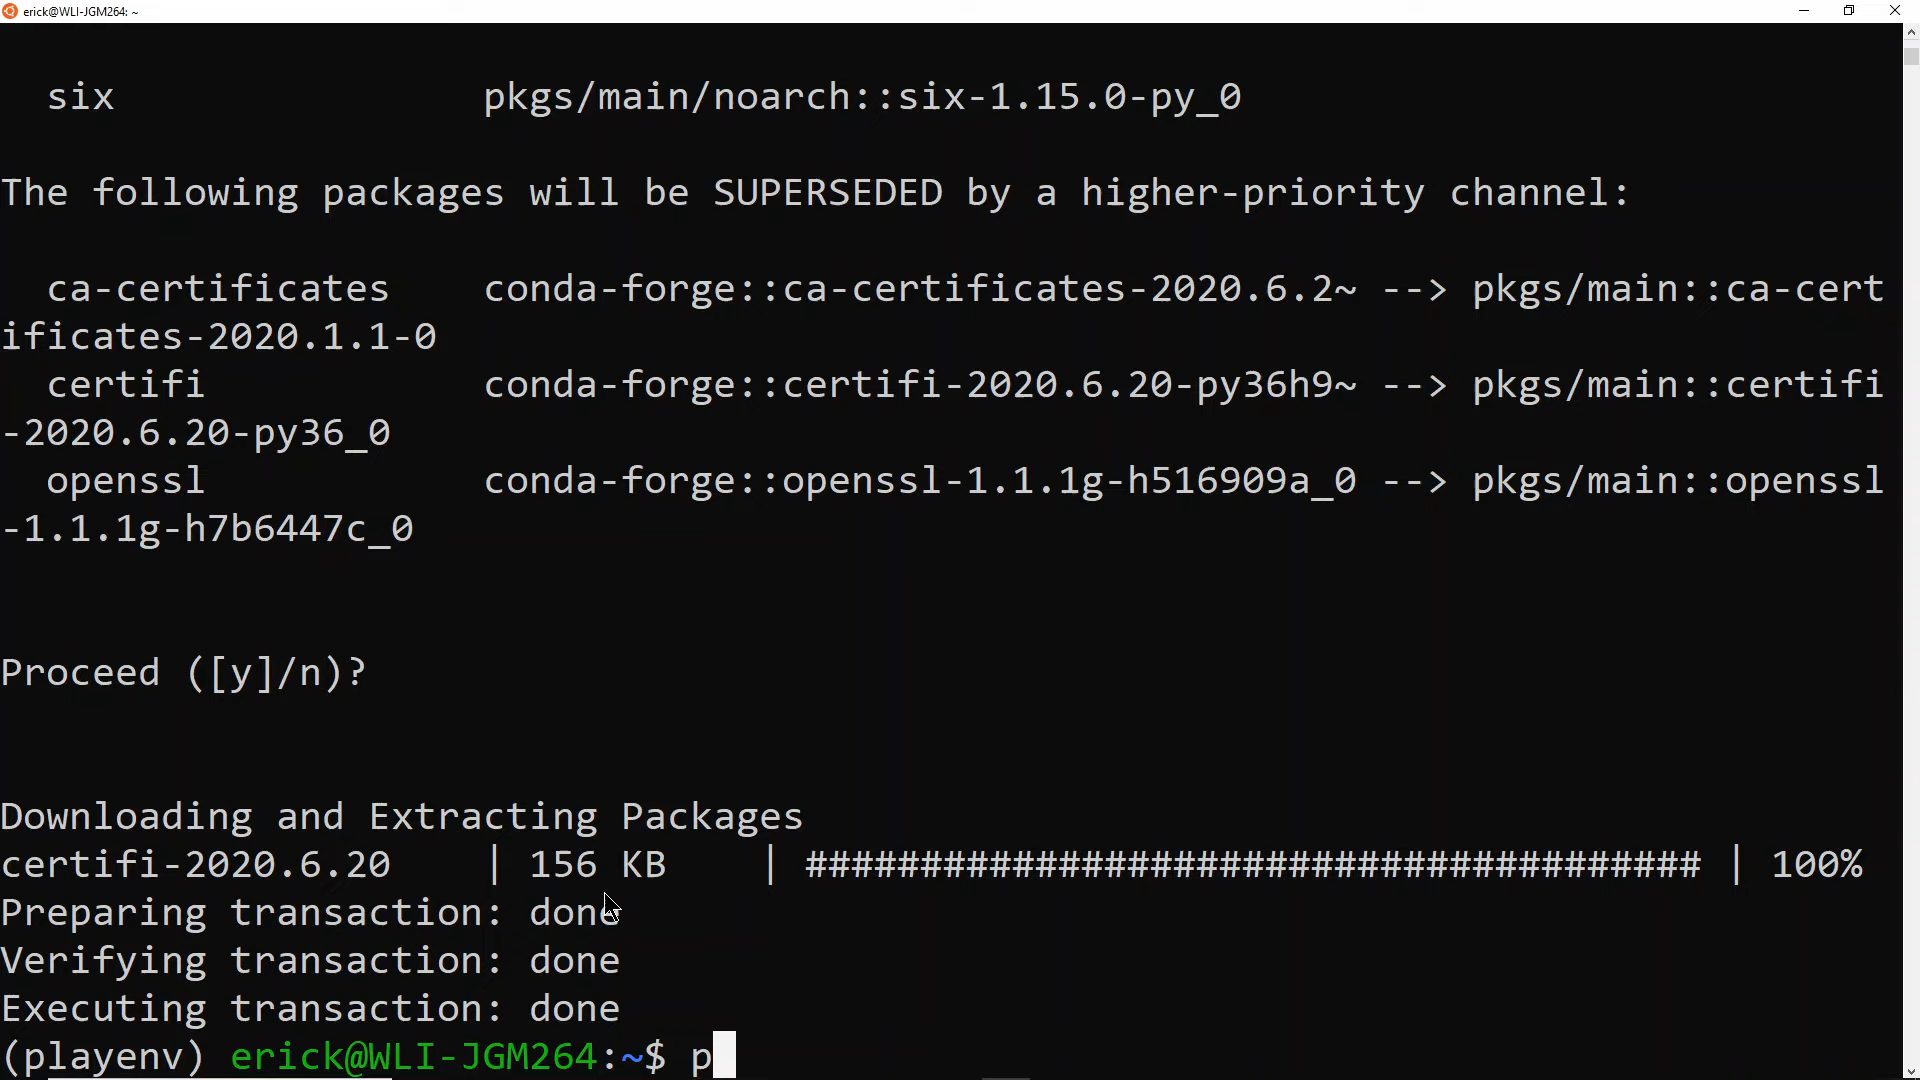 erick@WLI-JGM264: ~
six pkgs/main/noarch::six-1.15.0-py_0
The following packages will be SUPERSEDED by a higher-priority channel:
ca-certificates conda-forge::ca-certificates-2020.6.2~ --> pkgs/main::ca-cert
ificates-2020.1.1-0
certifi conda-forge::certifi-2020.6.20-py36h9~ --> pkgs/main::certifi
-2020.6.20-py36_0
openssl conda-forge::openssl-1.1.1g-h516909a_0 --> pkgs/main::openssl
-1.1.1g-h7b6447c_0
Proceed ([y]/n)?
Downloading and Extracting Packages
certifi-2020.6.20 | 156 KB | ####################################### | 100%
Preparing transaction: done
Verifying transaction: done
Executing transaction: done
(playenv) erick@WLI-JGM264:~$ p